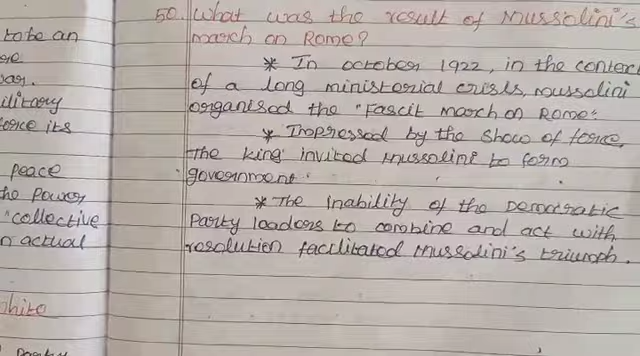 tobe an
war.
military
force its
peace
the power
"collective
n actual
phito
50. What was the result of Mussolini's
march on Rome?
* In october 1922, in the context
of a long ministerial crisis, mussolini
organised the "Fascit march on Rome".
* Impressed by the show of force,
the king invited Mussolini to form
government.
* The inability of the Democratic
Party leaders to combine and act with
resolution facilitated Mussolini's triumph.